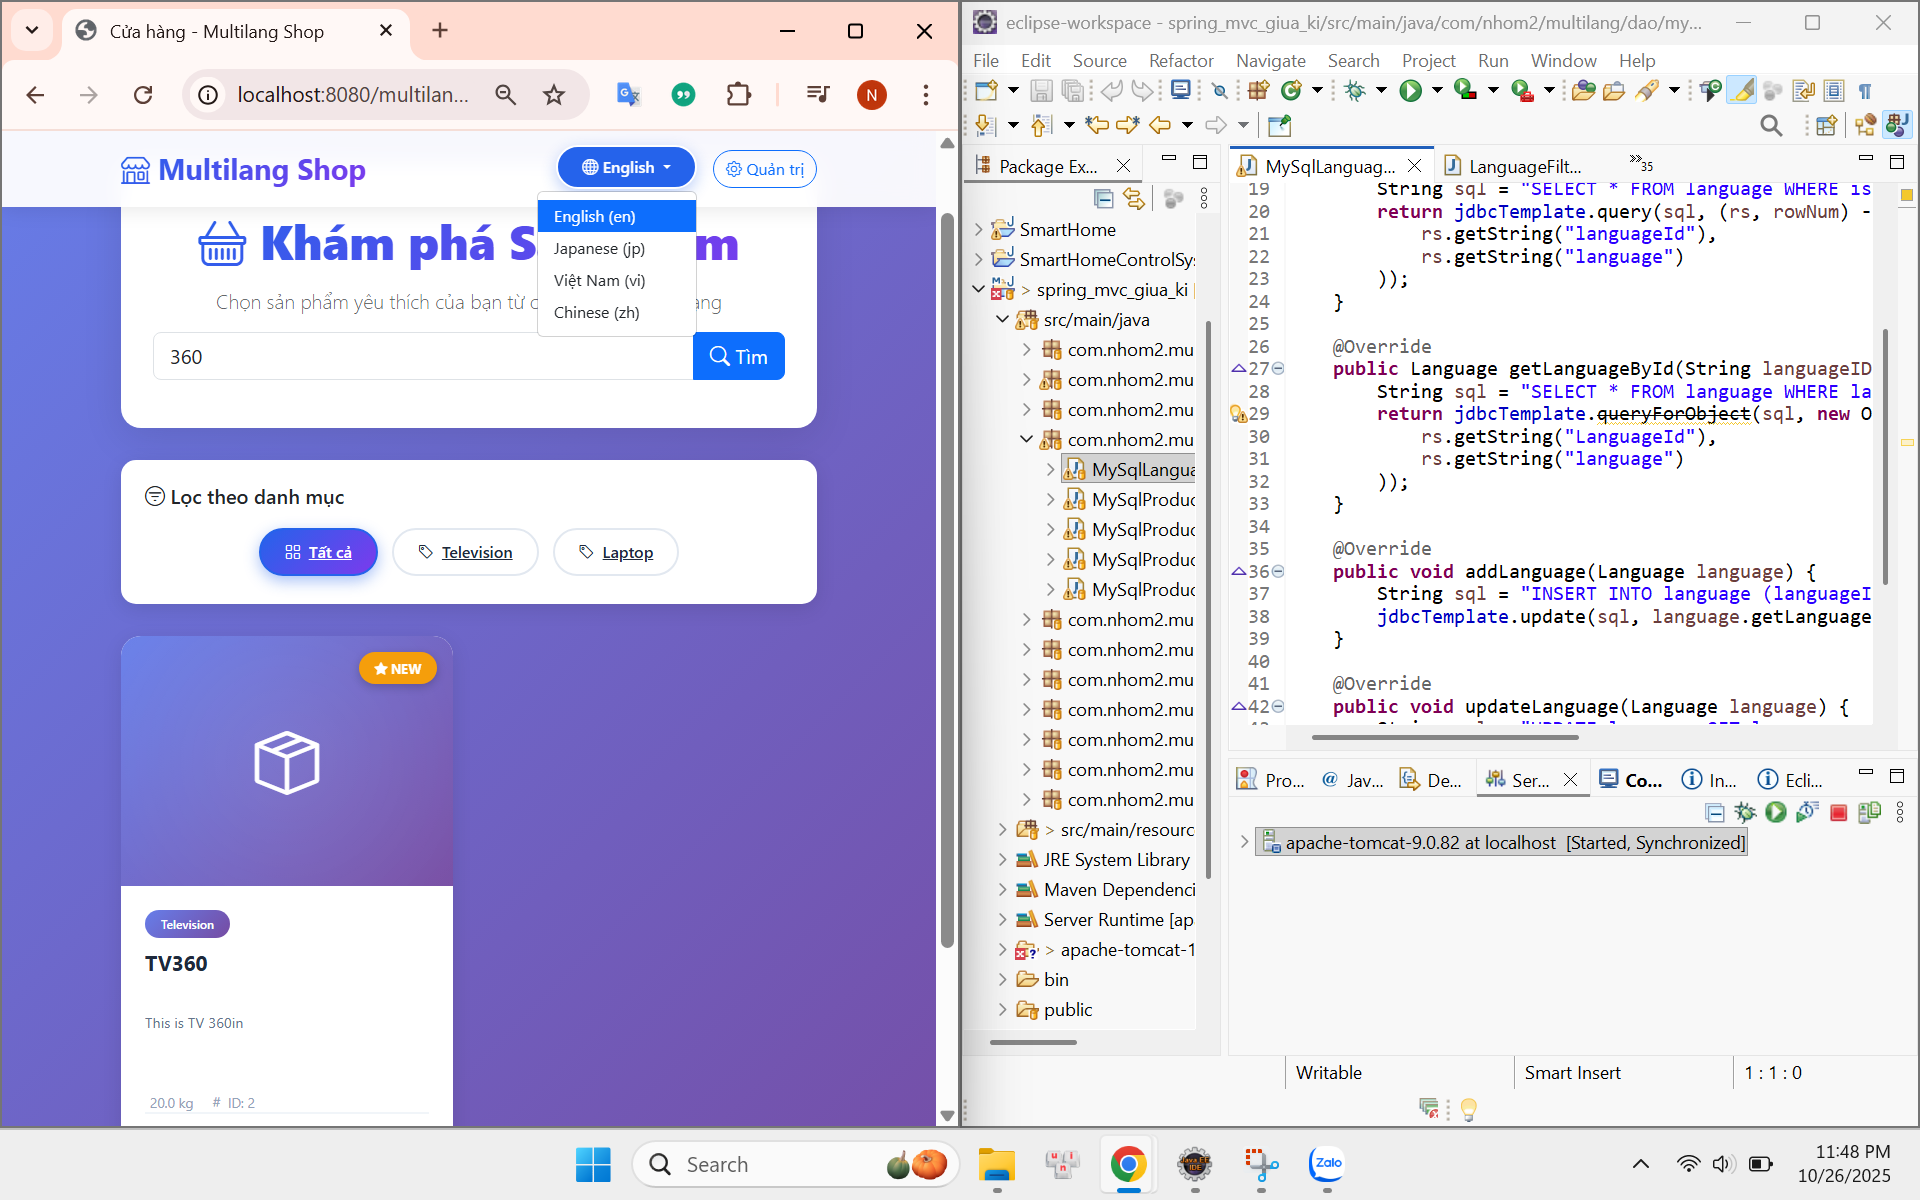 Cửa hàng - Multilang Shop
localhost:8080/multilan...
N
Multilang Shop
English
Quản trị
English (en)
Japanese (jp)
Việt Nam (vi)
Chinese (zh)
Khám phá S
m
Chọn sản phẩm yêu thích của bạn từ c
ang
360
Tìm
Lọc theo danh mục
Tất cả
Television
Laptop
NEW
Television
TV360
This is TV 360in
20.0 kg # ID: 2
eclipse-workspace - spring_mvc_giua_ki/src/main/java/com/nhom2/multilang/dao/my...
File Edit Source Refactor Navigate Search Project Run Window Help
Package Ex...
SmartHome
SmartHomeControlSy
> spring_mvc_giua_ki
src/main/java
com.nhom2.mu
com.nhom2.mu
com.nhom2.mu
com.nhom2.mu
MySqlLangua
MySqlProduc
MySqlProduc
MySqlProduc
MySqlProduc
com.nhom2.mu
com.nhom2.mu
com.nhom2.mu
com.nhom2.mu
com.nhom2.mu
com.nhom2.mu
com.nhom2.mu
> src/main/resourc
JRE System Library
Maven Dependenci
Server Runtime [ap
> apache-tomcat-1
bin
public
MySqlLanguag...
LanguageFilt...
35
19 String sql = "SELECT * FROM language WHERE is
20 return jdbcTemplate.query(sql, (rs, rowNum) -
21 rs.getString("languageId"),
22 rs.getString("language")
23 ));
24 }
25
26 @Override
27 public Language getLanguageById(String languageID
28 String sql = "SELECT * FROM language WHERE la
29 return jdbcTemplate.queryForObject(sql, new O
30 rs.getString("LanguageId"),
31 rs.getString("language")
32 ));
33 }
34
35 @Override
36 public void addLanguage(Language language) {
37 String sql = "INSERT INTO language (languageI
38 jdbcTemplate.update(sql, language.getLanguage
39 }
40
41 @Override
42 public void updateLanguage(Language language) {
Pro...
Jav...
De...
Ser...
Co...
In...
Ecli...
apache-tomcat-9.0.82 at localhost [Started, Synchronized]
Writable
Smart Insert
1 : 1 : 0
Search
Zalo
11:48 PM
10/26/2025